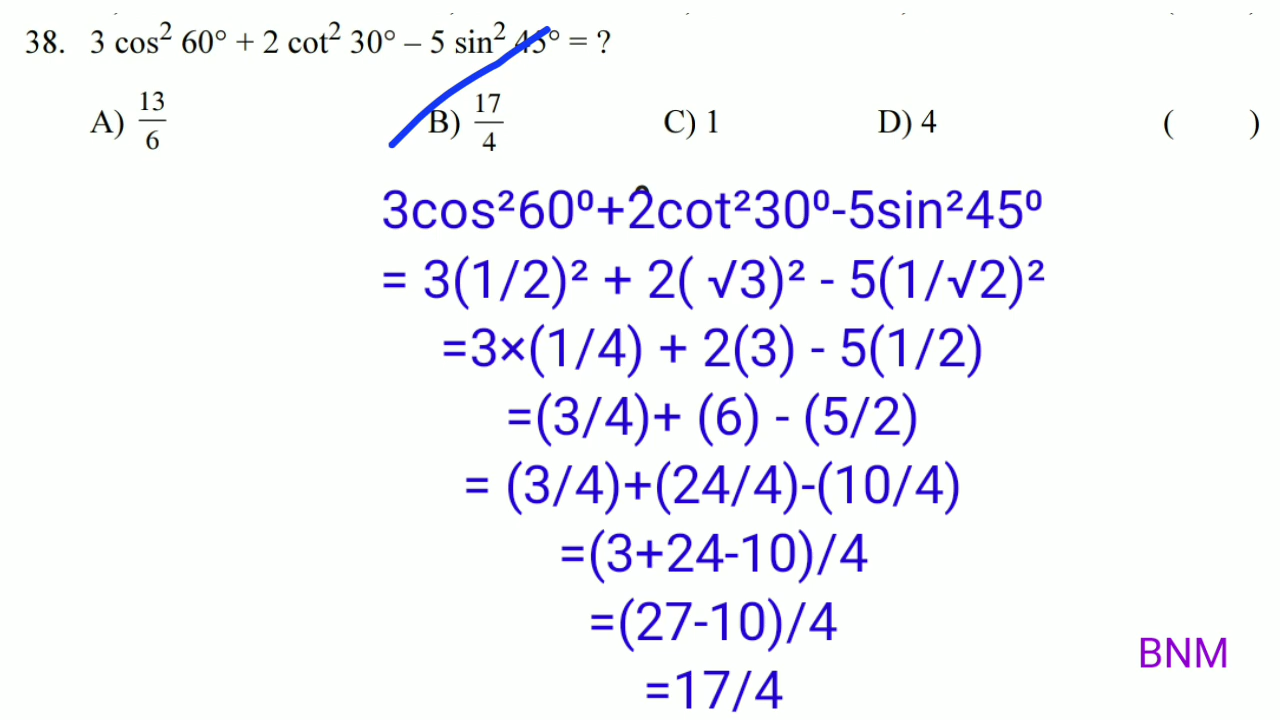 38. 3 cos² 60° + 2 cot² 30° – 5 sin² 45° = ?
A) 13/6 B) 17/4 C) 1 D) 4 ( )
3cos²60⁰+2cot²30⁰-5sin²45⁰
= 3(1/2)² + 2( √3)² - 5(1/√2)²
=3×(1/4) + 2(3) - 5(1/2)
=(3/4)+ (6) - (5/2)
= (3/4)+(24/4)-(10/4)
=(3+24-10)/4
=(27-10)/4
=17/4
BNM